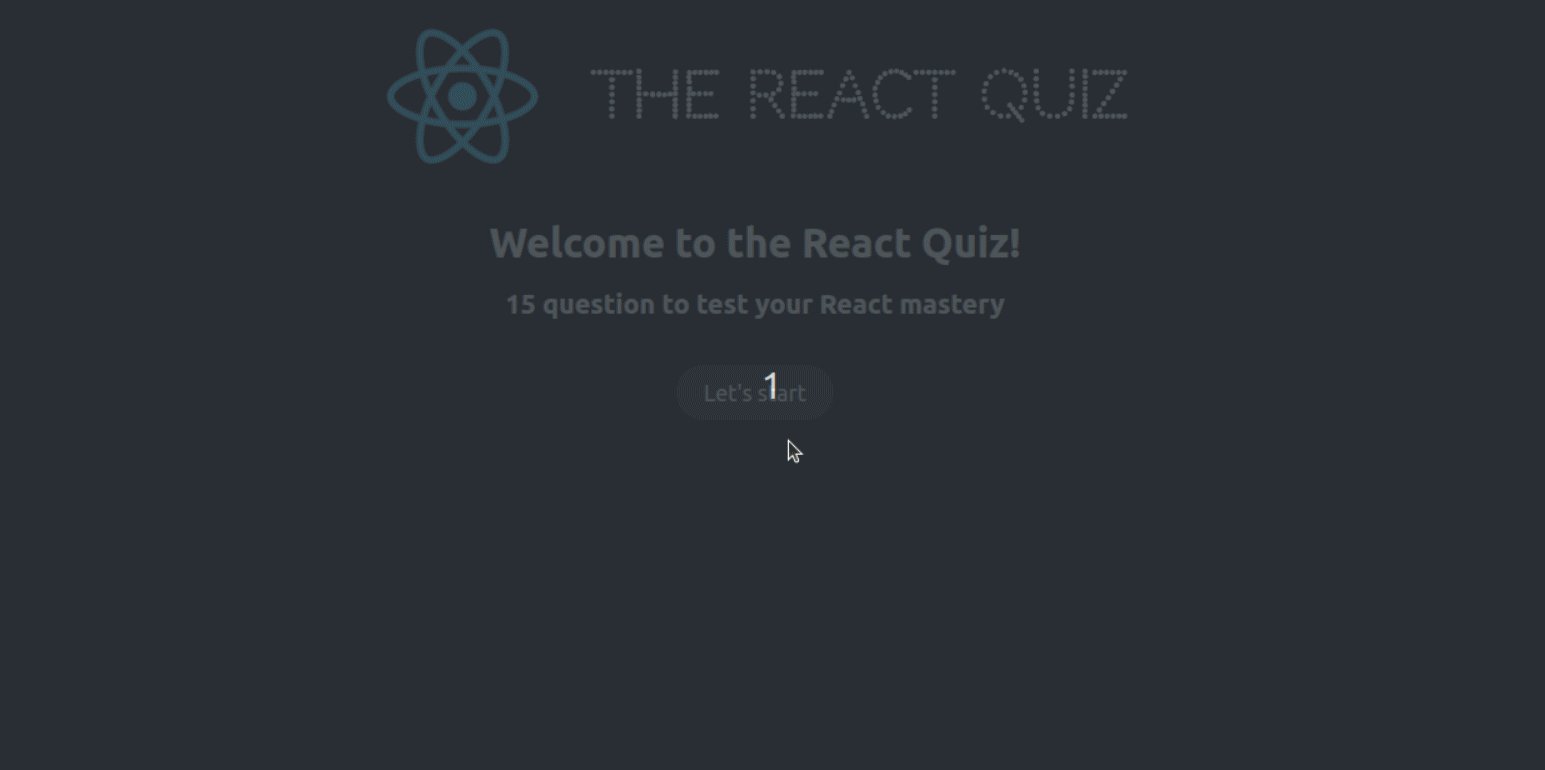 THE REACT QUIZ
Welcome to the React Quiz!
15 question to test your React mastery
Let's start
1